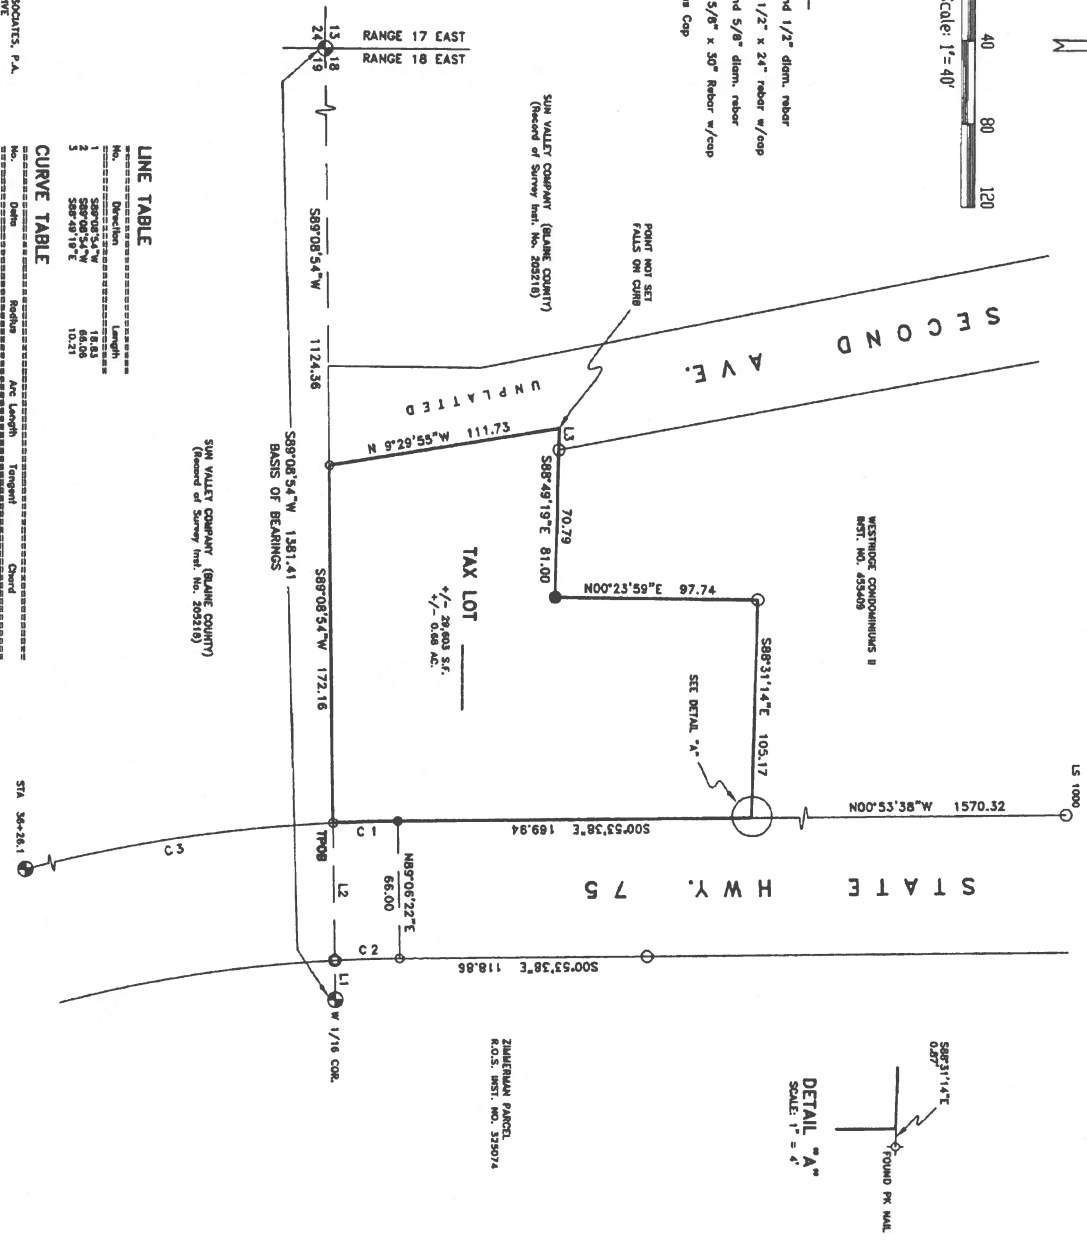 Scale: 1"= 40'
40
80
120
nd 1/2" diam. rebar
1/2" x 24" rebar w/cap
nd 5/8" diam. rebar
5/8" x 30" Rebar w/cap
s Cap
13
18
24
19
RANGE 17 EAST
RANGE 18 EAST
SUN VALLEY COMPANY (BLAINE COUNTY)
(Record of Survey Inst. No. 205218)
POINT NOT SET
FALLS ON CURB
SECOND AVE.
UNPLATTED
S89°08'54"W 1124.36
N 9°29'55"W 111.73
L3
70.79
S88°49'19"E 81.00
N00°23'59"E 97.74
S88°31'14"E 105.17
SEE DETAIL "A"
WESTRIDGE CONDOMINIUMS II
INST. NO. 455409
TAX LOT
+/- 29,603 S.F.
+/- 0.68 AC.
S89°08'54"W 172.16
S89°08'54"W 1381.41
BASIS OF BEARINGS
SUN VALLEY COMPANY (BLAINE COUNTY)
(Record of Survey Inst. No. 205218)
LS 1000
N00°53'38"W 1570.32
S00°53'38"E 169.94
STATE HWY. 75
C 1
TPOB
N89°06'22"E
66.00
L2
C 2
S00°53'38"E 118.86
L1
W 1/16 COR.
C 3
STA 36+26.1
ZIMMERMAN PARCEL
R.O.S. INST. NO. 325074
S88°31'14"E
0.87'
FOUND PK NAIL
DETAIL "A"
SCALE: 1" = 4'
LINE TABLE
No. Direction Length
1 S89°08'54"W 18.83
2 S89°08'54"W 66.06
3 S88°49'19"E 10.21
CURVE TABLE
No. Delta Radius Arc Length Tangent Chord
SOCIATES, P.A.